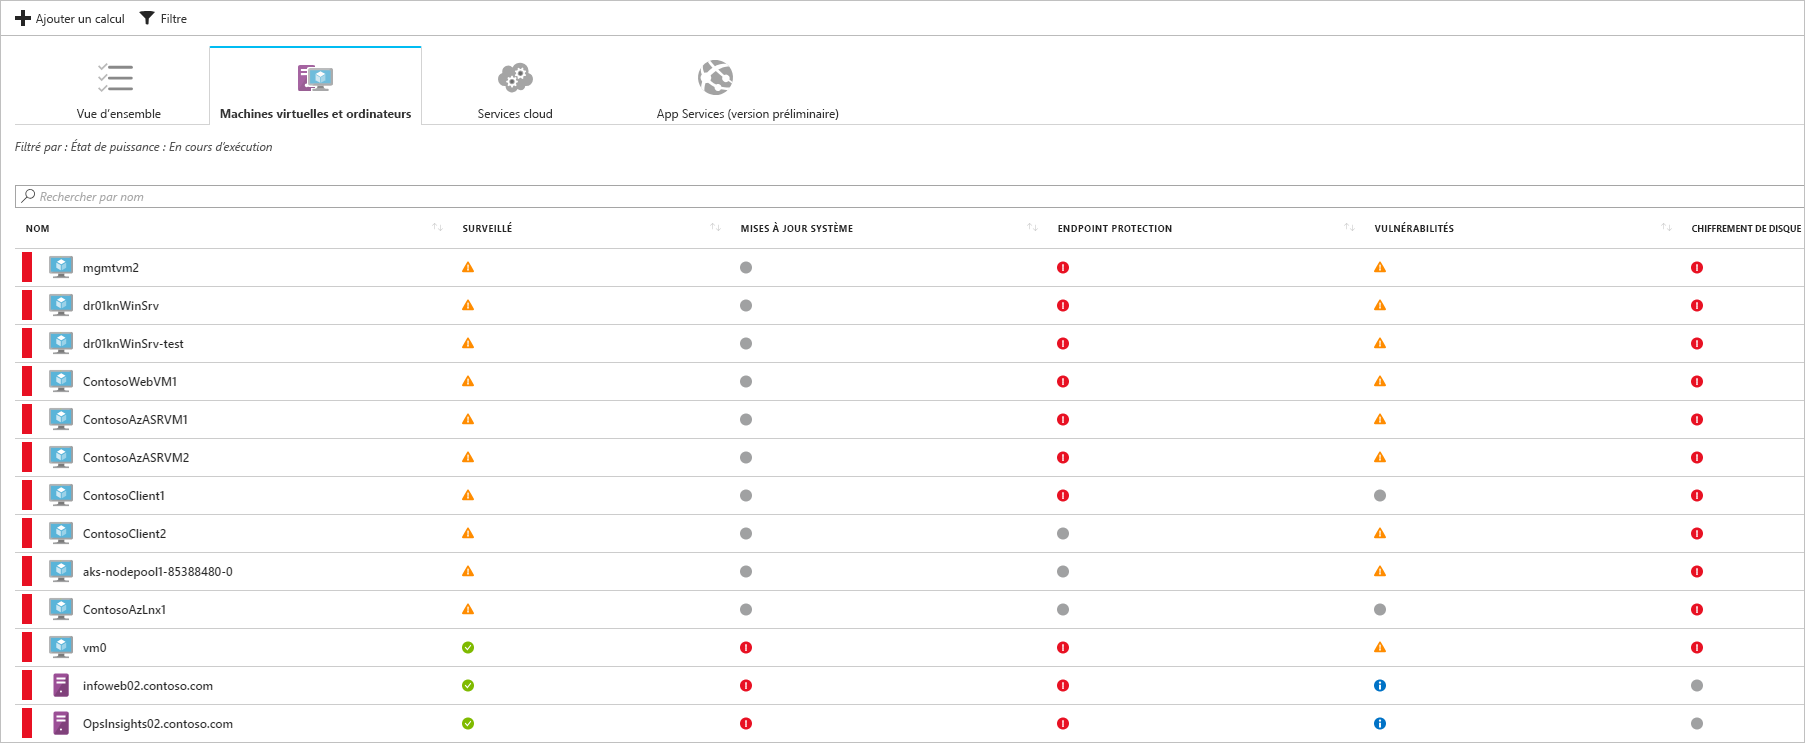 Ajouter un calcul Filtre
Vue d'ensemble Machines virtuelles et ordinateurs Services cloud App Services (version préliminaire)
Filtré par : État de puissance : En cours d'exécution
Rechercher par nom
NOM SURVEILLÉ MISES À JOUR SYSTÈME ENDPOINT PROTECTION VULNÉRABILITÉS CHIFFREMENT DE DISQUE
mgmtvm2
dr01knWinSrv
dr01knWinSrv-test
ContosoWebVM1
ContosoAzASRVM1
ContosoAzASRVM2
ContosoClient1
ContosoClient2
aks-nodepool1-85388480-0
ContosoAzLnx1
vm0
infoweb02.contoso.com
OpsInsights02.contoso.com